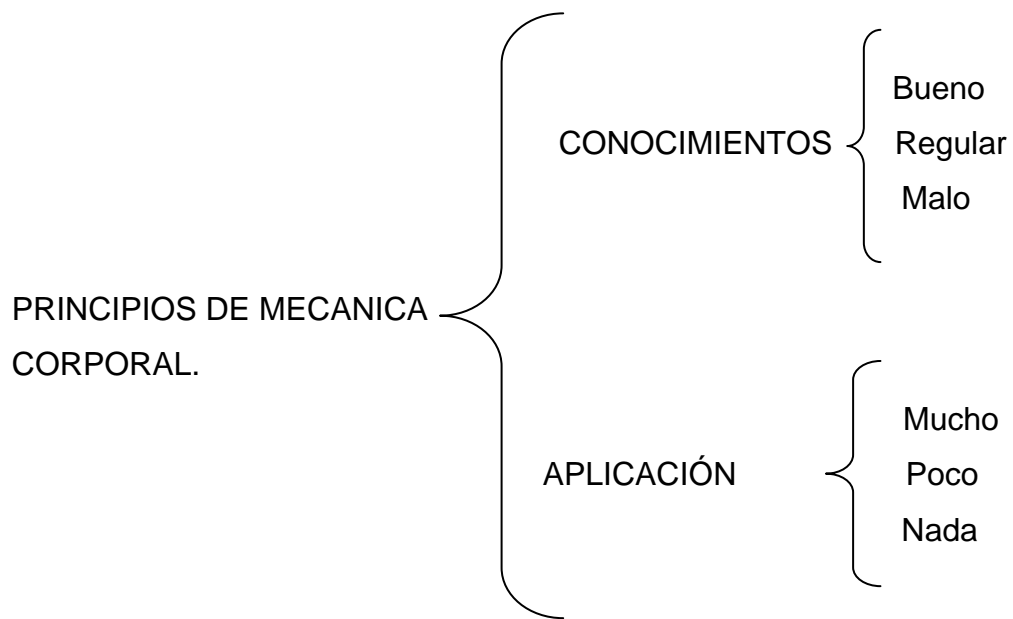 PRINCIPIOS DE MECANICA
CORPORAL.
CONOCIMIENTOS
Bueno
Regular
Malo
APLICACIÓN
Mucho
Poco
Nada